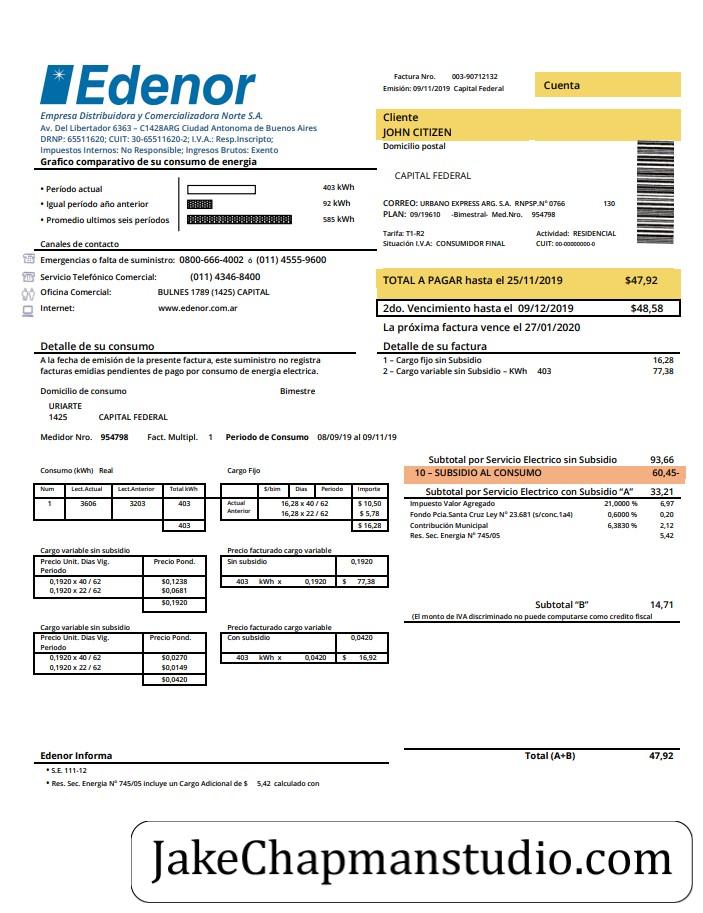 Edenor
Empresa Distribuidora y Comercializadora Norte S.A.
Av. Del Libertador 6363 – C1428ARG Ciudad Antonoma de Buenos Aires
DRNP: 65511620; CUIT: 30-65511620-2; I.V.A.: Resp.Inscripto;
Impuestos Internos: No Responsible; Ingresos Brutos: Exento
Grafico comparativo de su consumo de energia
• Período actual 403 kWh
• Igual período año anterior 92 kWh
• Promedio ultimos seis períodos 585 kWh
Canales de contacto
Emergencias o falta de suministro: 0800-666-4002 ó (011) 4555-9600
Servicio Telefónico Comercial: (011) 4346-8400
Oficina Comercial: BULNES 1789 (1425) CAPITAL
Internet: www.edenor.com.ar
Factura Nro. 003-90712132
Emisión: 09/11/2019 Capital Federal
Cuenta
Cliente
JOHN CITIZEN
Domicilio postal
CAPITAL FEDERAL
CORREO: URBANO EXPRESS ARG. S.A. RNPSP.N° 0766 130
PLAN: 09/19610 -Bimestral- Med.Nro. 954798
Tarifa: T1-R2 Actividad: RESIDENCIAL
Situación I.V.A: CONSUMIDOR FINAL CUIT: 00-00000000-0
TOTAL A PAGAR hasta el 25/11/2019 $47,92
2do. Vencimiento hasta el 09/12/2019 $48,58
La próxima factura vence el 27/01/2020
Detalle de su consumo
A la fecha de emisión de la presente factura, este suministro no registra
facturas emidias pendientes de pago por consumo de energia electrica.
Domicilio de consumo Bimestre
URIARTE
1425 CAPITAL FEDERAL
Medidor Nro. 954798 Fact. Multipl. 1 Periodo de Consumo 08/09/19 al 09/11/19
Detalle de su factura
1 – Cargo fijo sin Subsidio 16,28
2 – Cargo variable sin Subsidio – KWh 403 77,38
Subtotal por Servicio Electrico sin Subsidio 93,66
10 – SUBSIDIO AL CONSUMO 60,45-
Subtotal por Servicio Electrico con Subsidio “A” 33,21
Impuesto Valor Agregado 21,0000 % 6,97
Fondo Pcia.Santa Cruz Ley N° 23.681 (s/conc.1a4) 0,6000 % 0,20
Contribución Municipal 6,3830 % 2,12
Res. Sec. Energia N° 745/05 5,42
Subtotal “B” 14,71
(El monto de IVA discriminado no puede computarse como credito fiscal
Total (A+B) 47,92
Consumo (kWh) Real
Num Lect.Actual Lect.Anterior Total kWh
1 3606 3203 403
403
Cargo Fijo
$/bim Dias Periodo Importe
Actual 16,28 x 40 / 62 $ 10,50
Anterior 16,28 x 22 / 62 $ 5,78
$ 16,28
Cargo variable sin subsidio
Precio Unit. Dias Vig. Precio Pond.
Periodo
0,1920 x 40 / 62 $0,1238
0,1920 x 22 / 62 $0,0681
$0,1920
Precio facturado cargo variable
Sin subsidio 0,1920
403 kWh x 0,1920 $ 77,38
Cargo variable sin subsidio
Precio Unit. Dias Vig. Precio Pond.
Periodo
0,1920 x 40 / 62 $0,0270
0,1920 x 22 / 62 $0,0149
$0,0420
Precio facturado cargo variable
Con subsidio 0,0420
403 kWh x 0,0420 $ 16,92
Edenor Informa
• S.E. 111-12
• Res. Sec. Energia N° 745/05 incluye un Cargo Adicional de $ 5,42 calculado con
JakeChapmanstudio.com